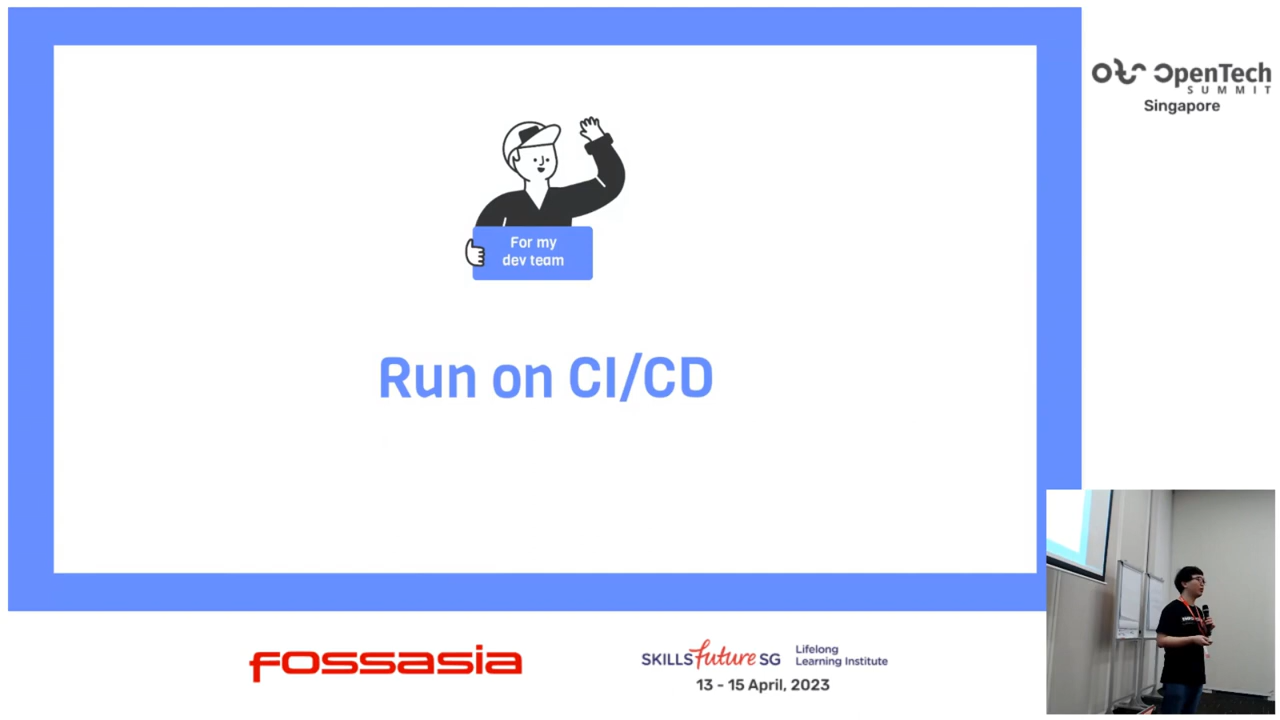 For my
dev team
Run on CI/CD
OpenTech
SUMMIT
Singapore
fossasia
SKILLSfuture SG
Lifelong
Learning Institute
13 - 15 April, 2023